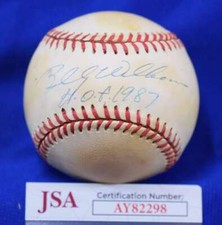 Billy Williams
H.O.F. 1987
JSA
Certification Number:
AY82298